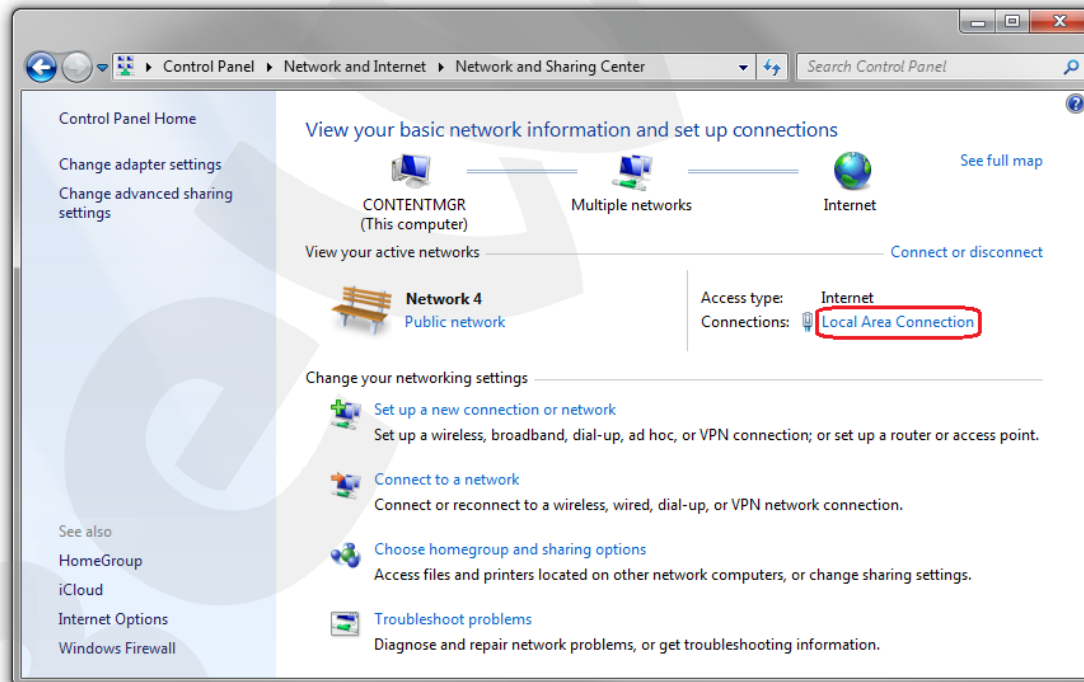 Control Panel Network and Internet Network and Sharing Center Search Control Panel
Control Panel Home
Change adapter settings
Change advanced sharing
settings
View your basic network information and set up connections
See full map
CONTENTMGR
(This computer)
Multiple networks
Internet
View your active networks
Connect or disconnect
Network 4
Public network
Access type: Internet
Connections: Local Area Connection
Change your networking settings
Set up a new connection or network
Set up a wireless, broadband, dial-up, ad hoc, or VPN connection; or set up a router or access point.
Connect to a network
Connect or reconnect to a wireless, wired, dial-up, or VPN network connection.
Choose homegroup and sharing options
Access files and printers located on other network computers, or change sharing settings.
Troubleshoot problems
Diagnose and repair network problems, or get troubleshooting information.
See also
HomeGroup
iCloud
Internet Options
Windows Firewall